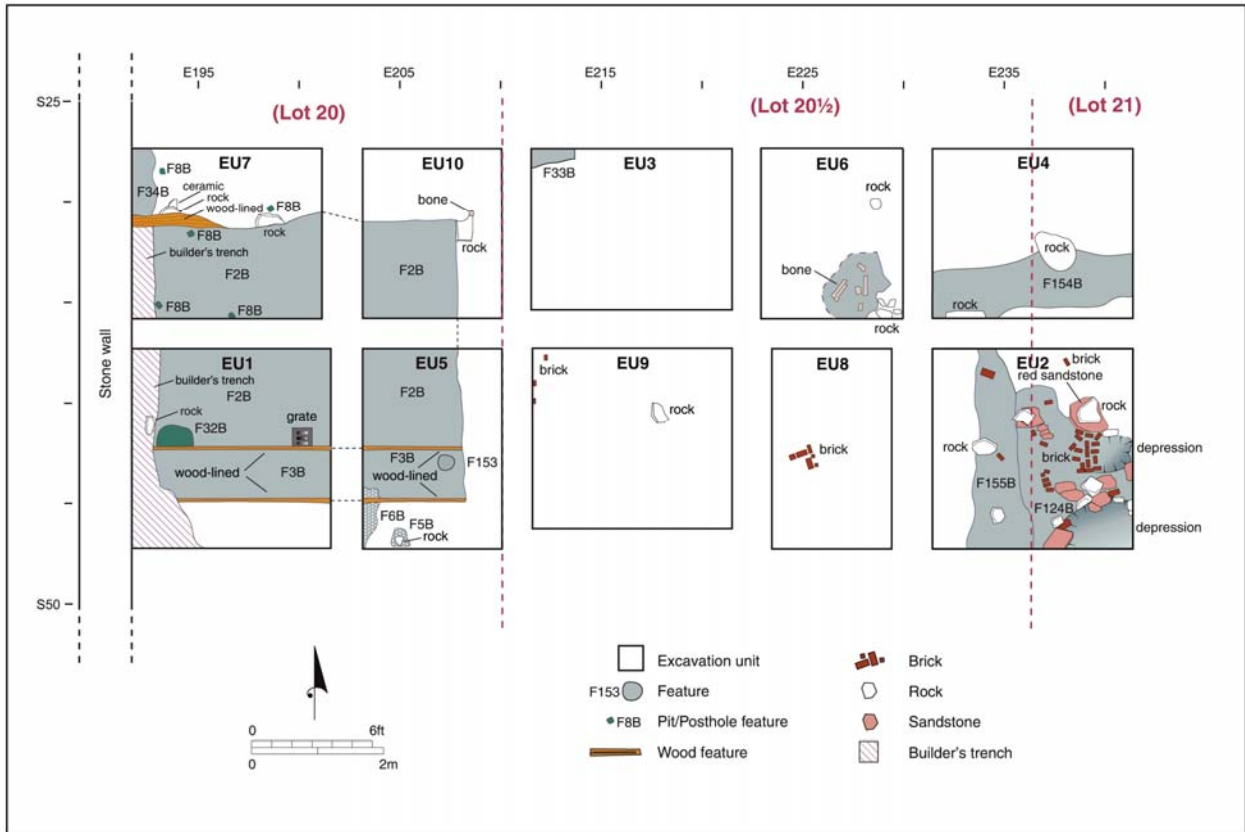 E195 E205 E215 E225 E235
S25
(Lot 20) (Lot 20½) (Lot 21)
EU7 EU10 EU3 EU6 EU4
F8B
F33B
F34B
ceramic
rock
wood-lined
F8B
rock
bone
rock
rock
rock
F8B
builder's trench
F2B
F2B
bone
F154B
F8B
F8B
rock
rock
Stone wall
EU1 EU5 EU9 EU8 EU2
builder's trench
F2B
F2B
brick
brick
red sandstone
rock
rock
F32B
grate
rock
brick
rock
brick
depression
F3B
F153
wood-lined
F3B
wood-lined
F155B
F124B
F6B
F5B
rock
depression
S50
Excavation unit
F153 Feature
F8B Pit/Posthole feature
Wood feature
Brick
Rock
Sandstone
Builder's trench
0 6ft
0 2m